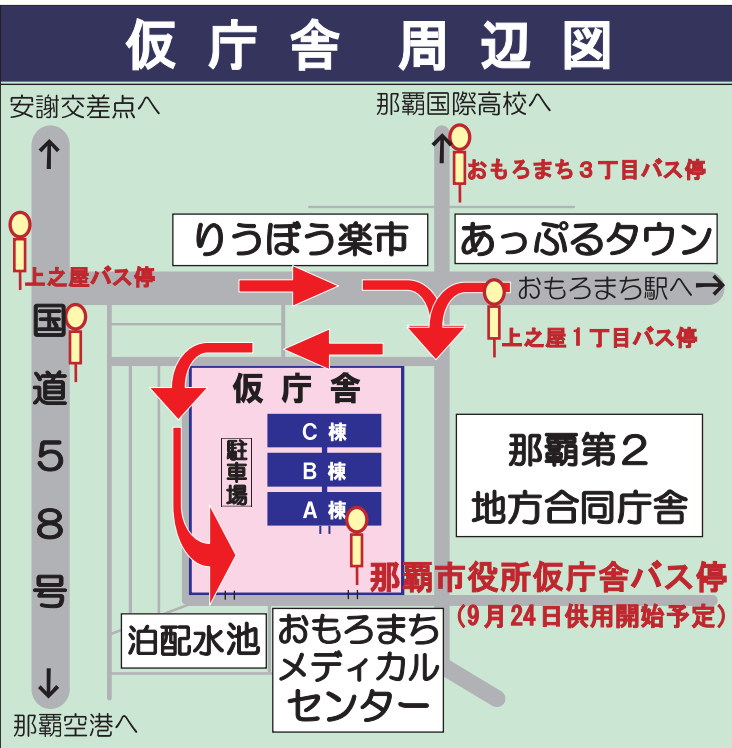 仮庁舎 周辺図
安謝交差点へ
那覇国際高校へ
おもろまち3丁目バス停
りうぼう楽市
あっぷるタウン
上之屋バス停
おもろまち駅へ
上之屋1丁目バス停
国道58号
仮庁舎
C棟
B棟
A棟
駐車場
那覇第2
地方合同庁舎
那覇市役所仮庁舎バス停
(9月24日供用開始予定)
泊配水池
おもろまち
メディカル
センター
那覇空港へ